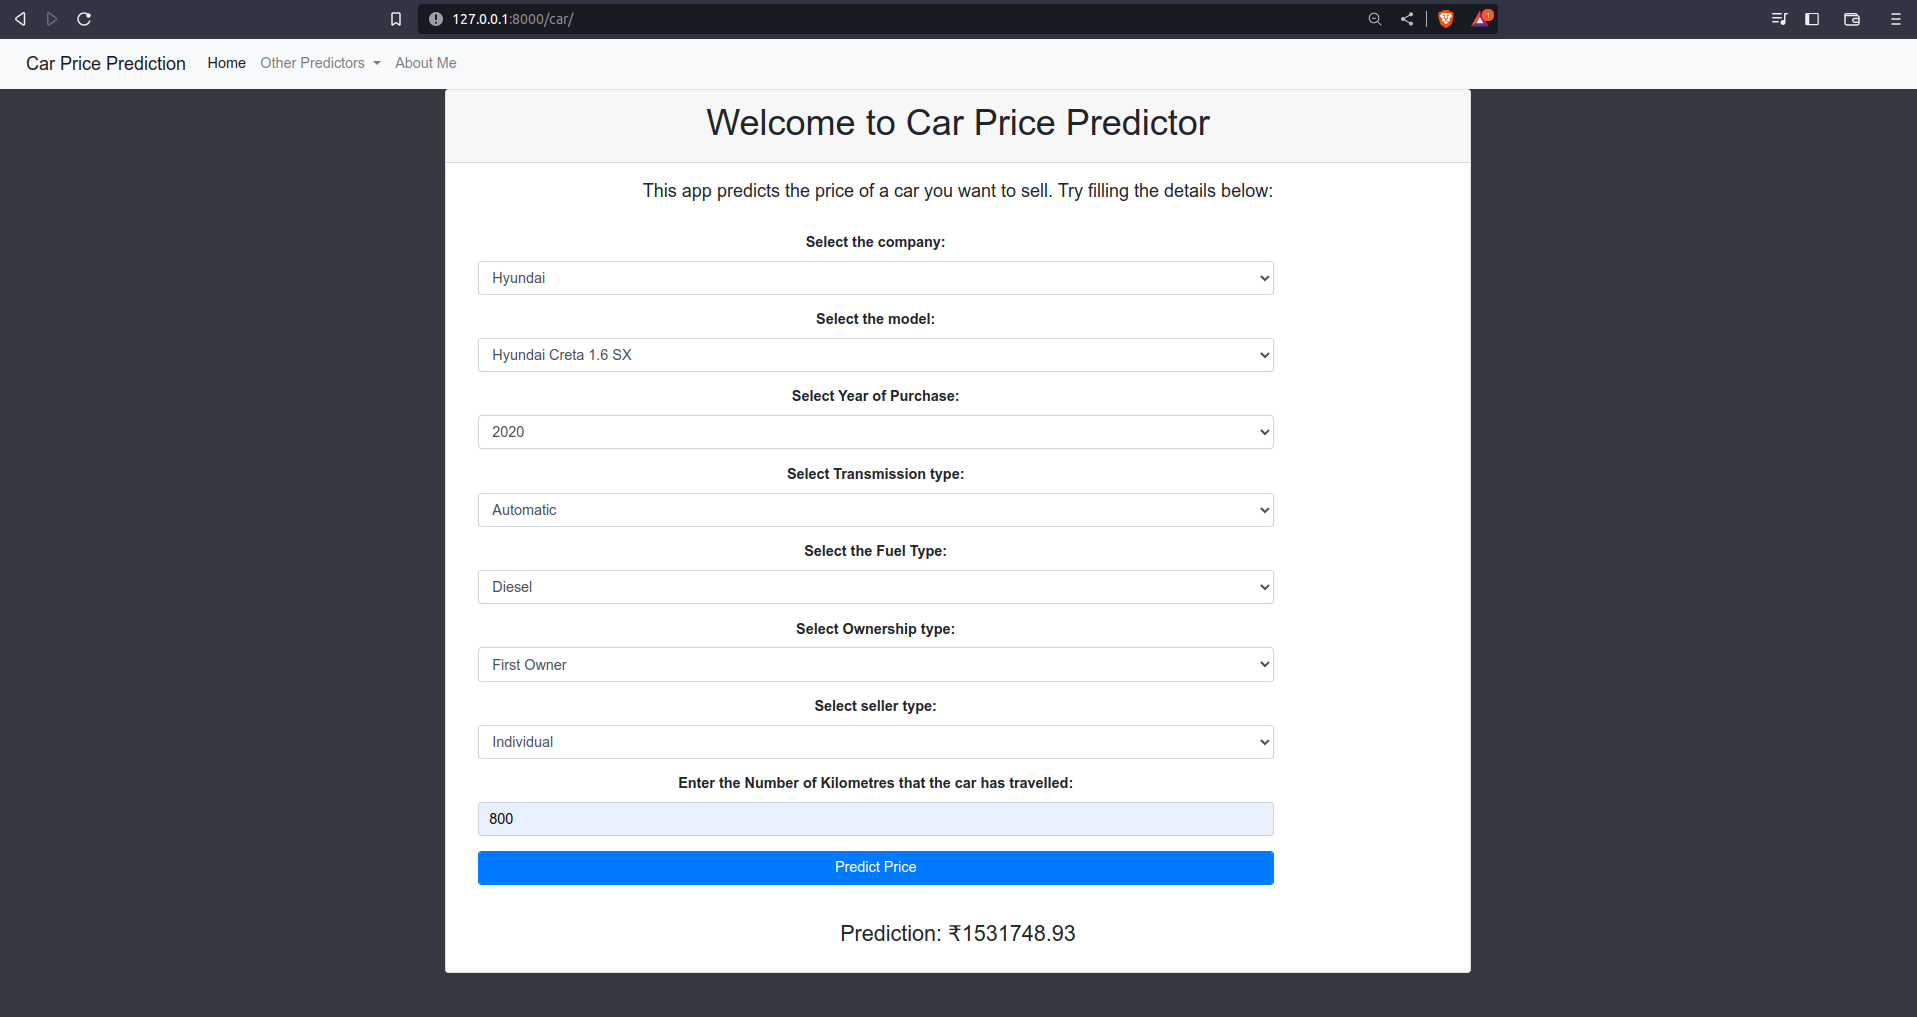 127.0.0.1:8000/car/
1
Car Price Prediction Home Other Predictors About Me
Welcome to Car Price Predictor
This app predicts the price of a car you want to sell. Try filling the details below:
Select the company:
Hyundai
Select the model:
Hyundai Creta 1.6 SX
Select Year of Purchase:
2020
Select Transmission type:
Automatic
Select the Fuel Type:
Diesel
Select Ownership type:
First Owner
Select seller type:
Individual
Enter the Number of Kilometres that the car has travelled:
800
Predict Price
Prediction: ₹1531748.93